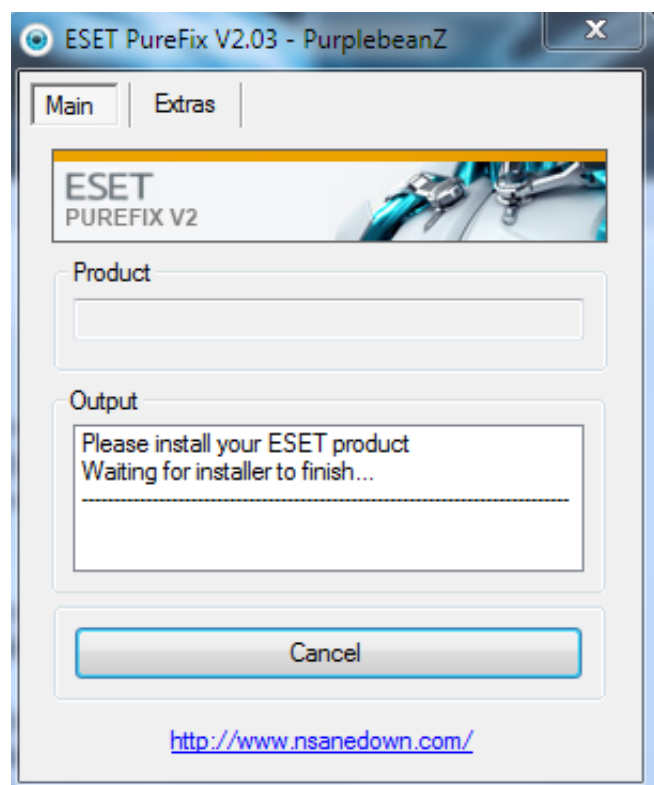 ESET PureFix V2.03 - PurplebeanZ
x
Main Extras
ESET
PUREFIX V2
Product
Output
Please install your ESET product
Waiting for installer to finish...
Cancel
http://www.nsanedown.com/